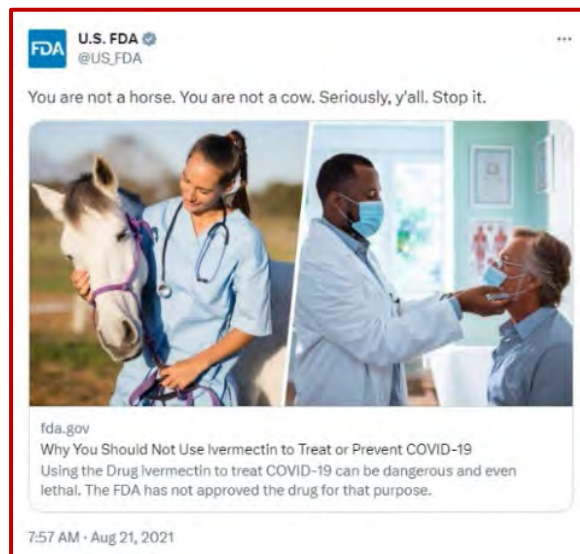 FDA
U.S. FDA
@US_FDA
You are not a horse. You are not a cow. Seriously, y'all. Stop it.
fda.gov
Why You Should Not Use Ivermectin to Treat or Prevent COVID-19
Using the Drug ivermectin to treat COVID-19 can be dangerous and even
lethal. The FDA has not approved the drug for that purpose.
7:57 AM · Aug 21, 2021